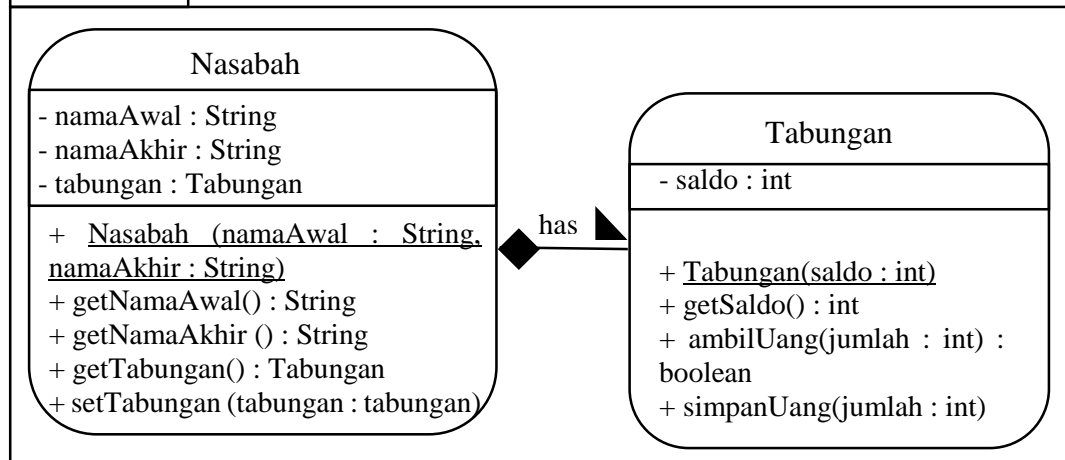 Nasabah
- namaAwal : String
- namaAkhir : String
- tabungan : Tabungan
+ Nasabah (namaAwal : String,
namaAkhir : String)
+ getNamaAwal() : String
+ getNamaAkhir () : String
+ getTabungan() : Tabungan
+ setTabungan (tabungan : tabungan)
has
Tabungan
- saldo : int
+ Tabungan(saldo : int)
+ getSaldo() : int
+ ambilUang(jumlah : int) :
boolean
+ simpanUang(jumlah : int)